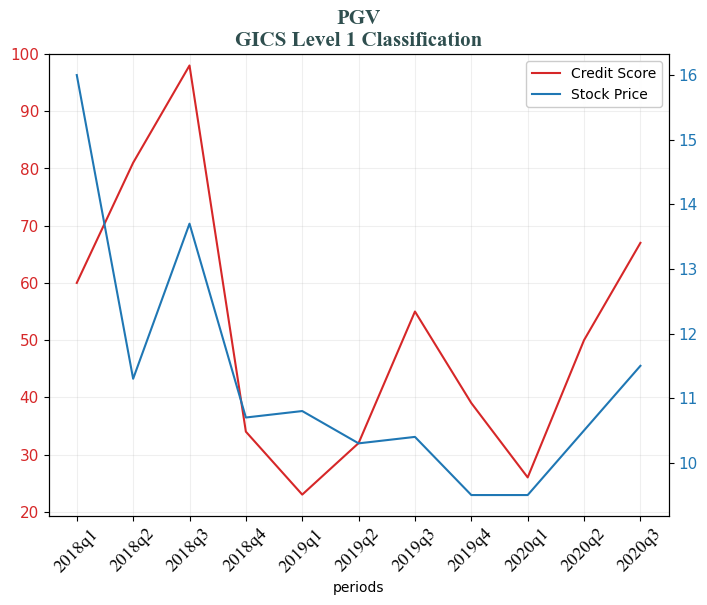 PGV
GICS Level 1 Classification
Credit Score
Stock Price
100
90
80
70
60
50
40
30
20
16
15
14
13
12
11
10
2018q1
2018q2
2018q3
2018q4
2019q1
2019q2
2019q3
2019q4
2020q1
2020q2
2020q3
periods